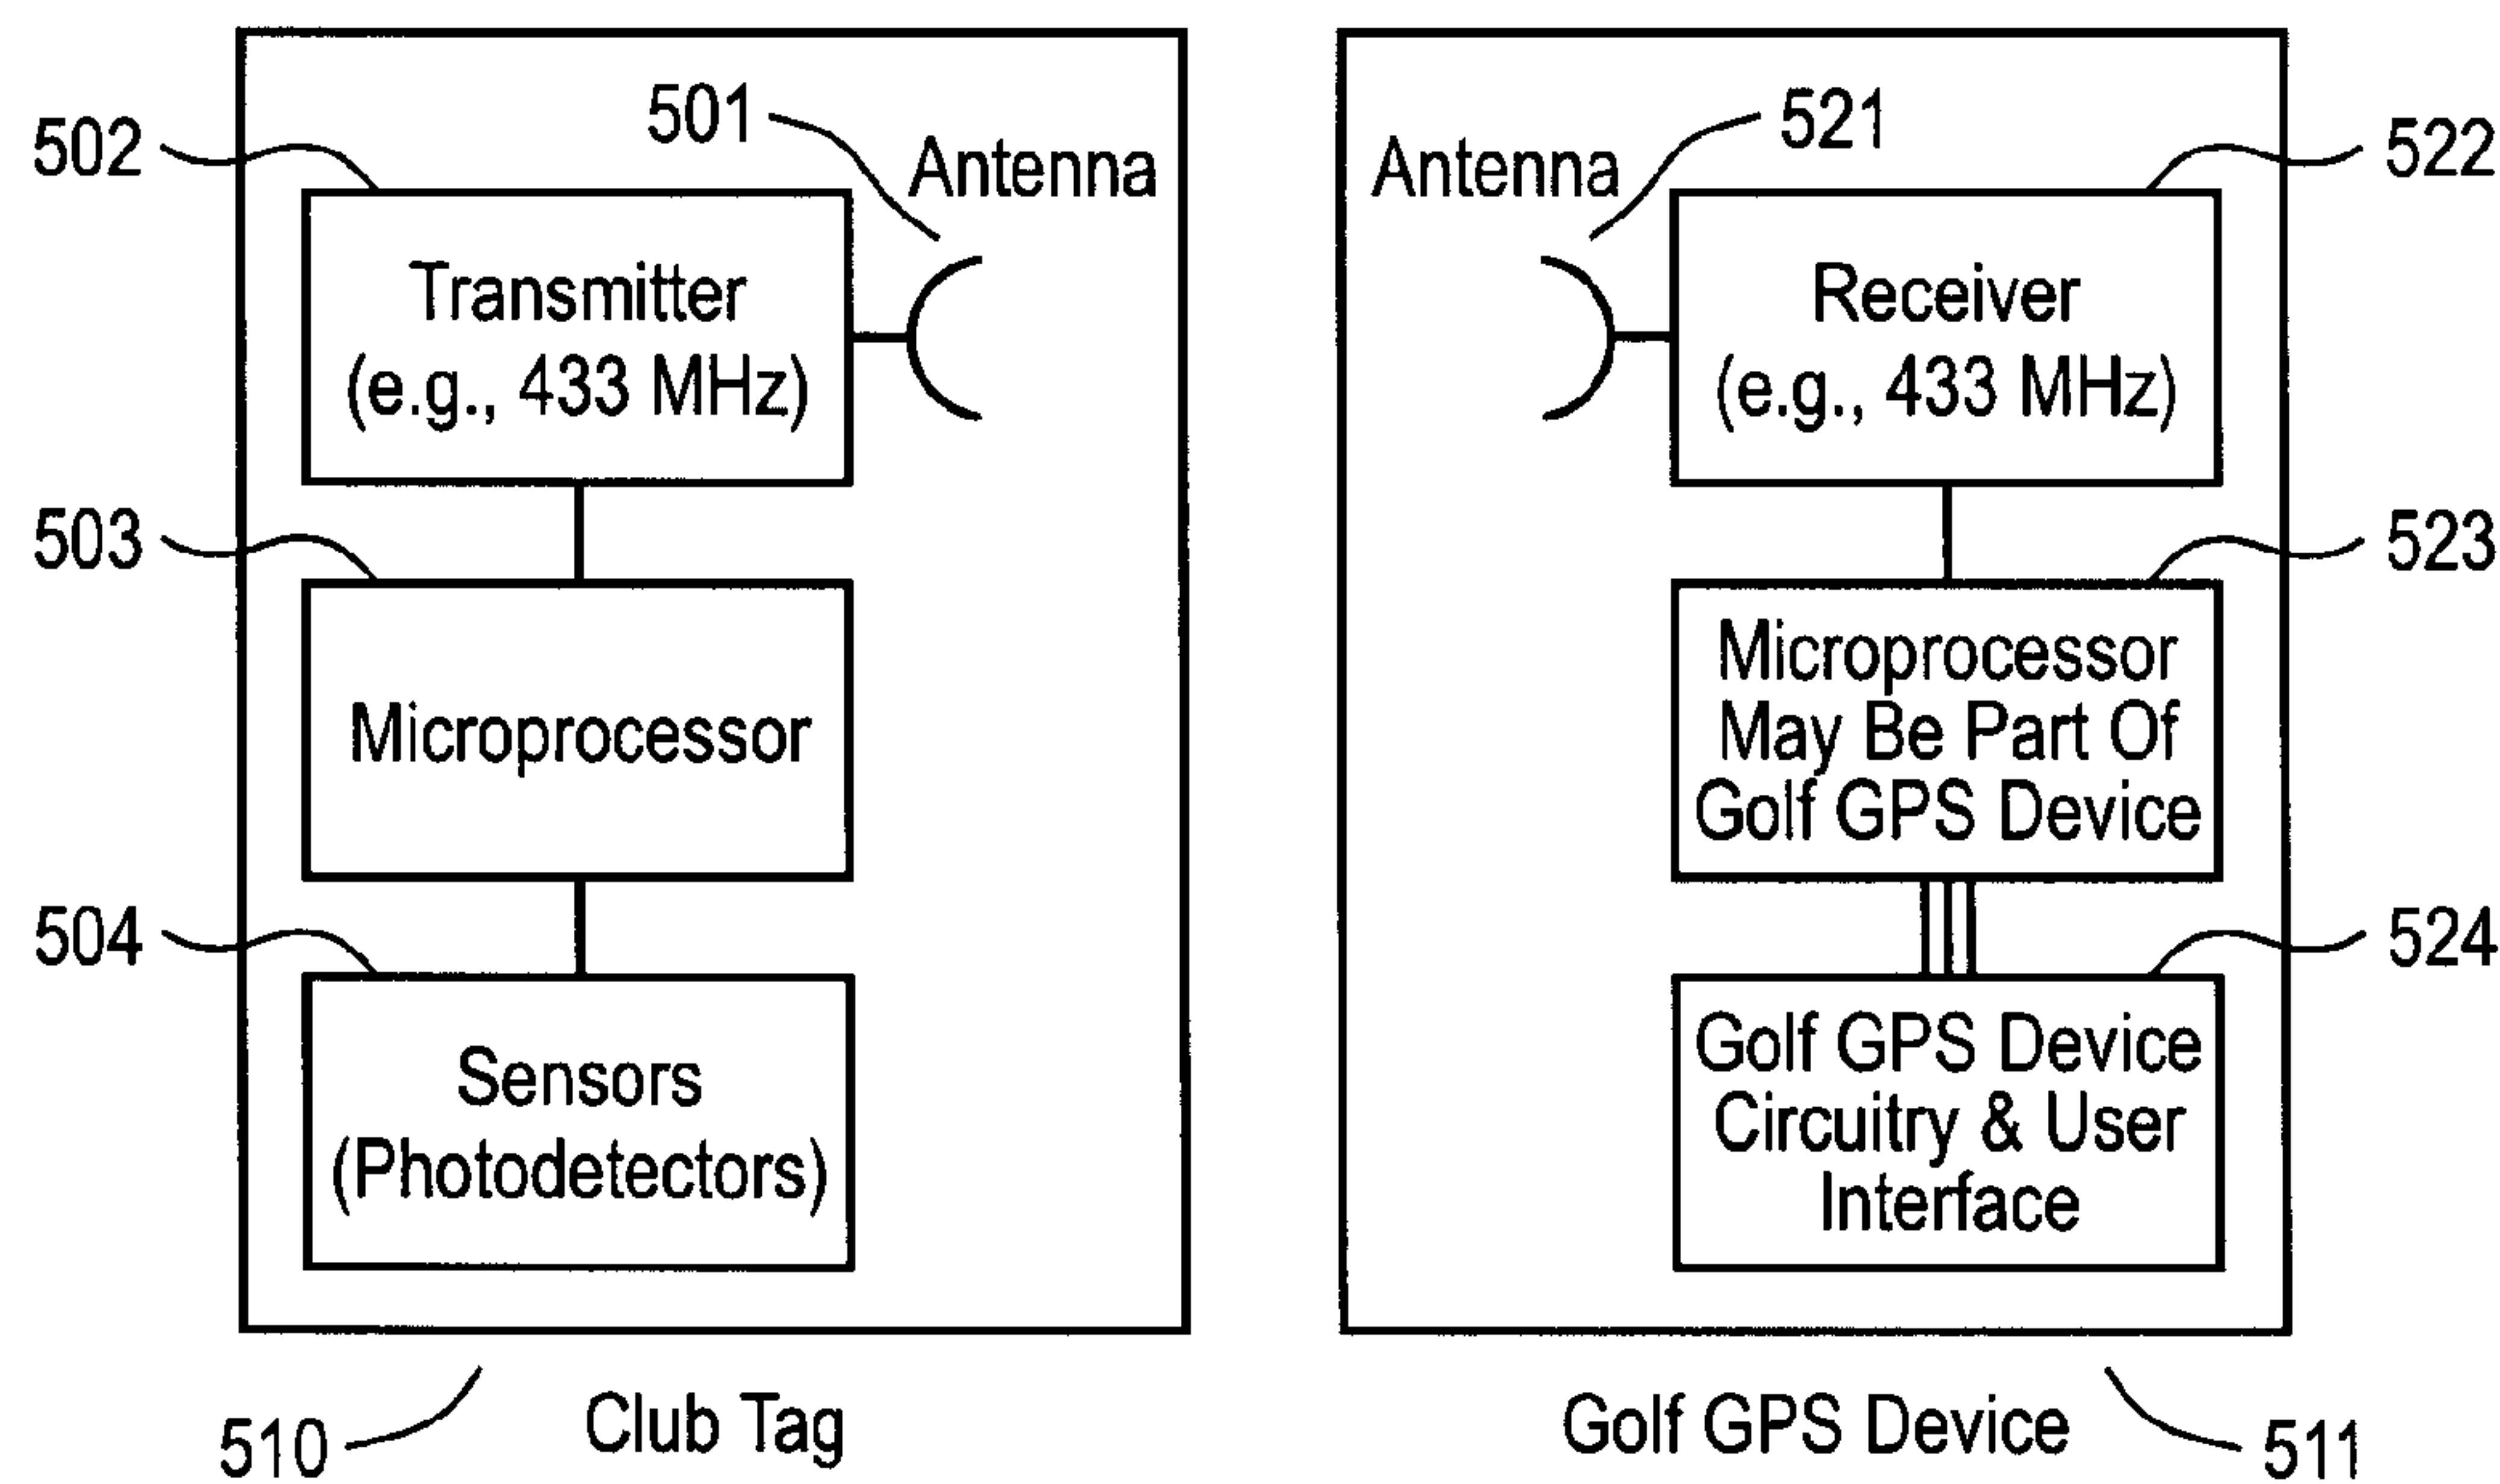 501
Antenna
502
Transmitter
(e.g., 433 MHz)
503
Microprocessor
504
Sensors
(Photodetectors)
510
Club Tag
521
Antenna
522
Receiver
(e.g., 433 MHz)
523
Microprocessor
May Be Part Of
Golf GPS Device
524
Golf GPS Device
Circuitry & User
Interface
Golf GPS Device
511